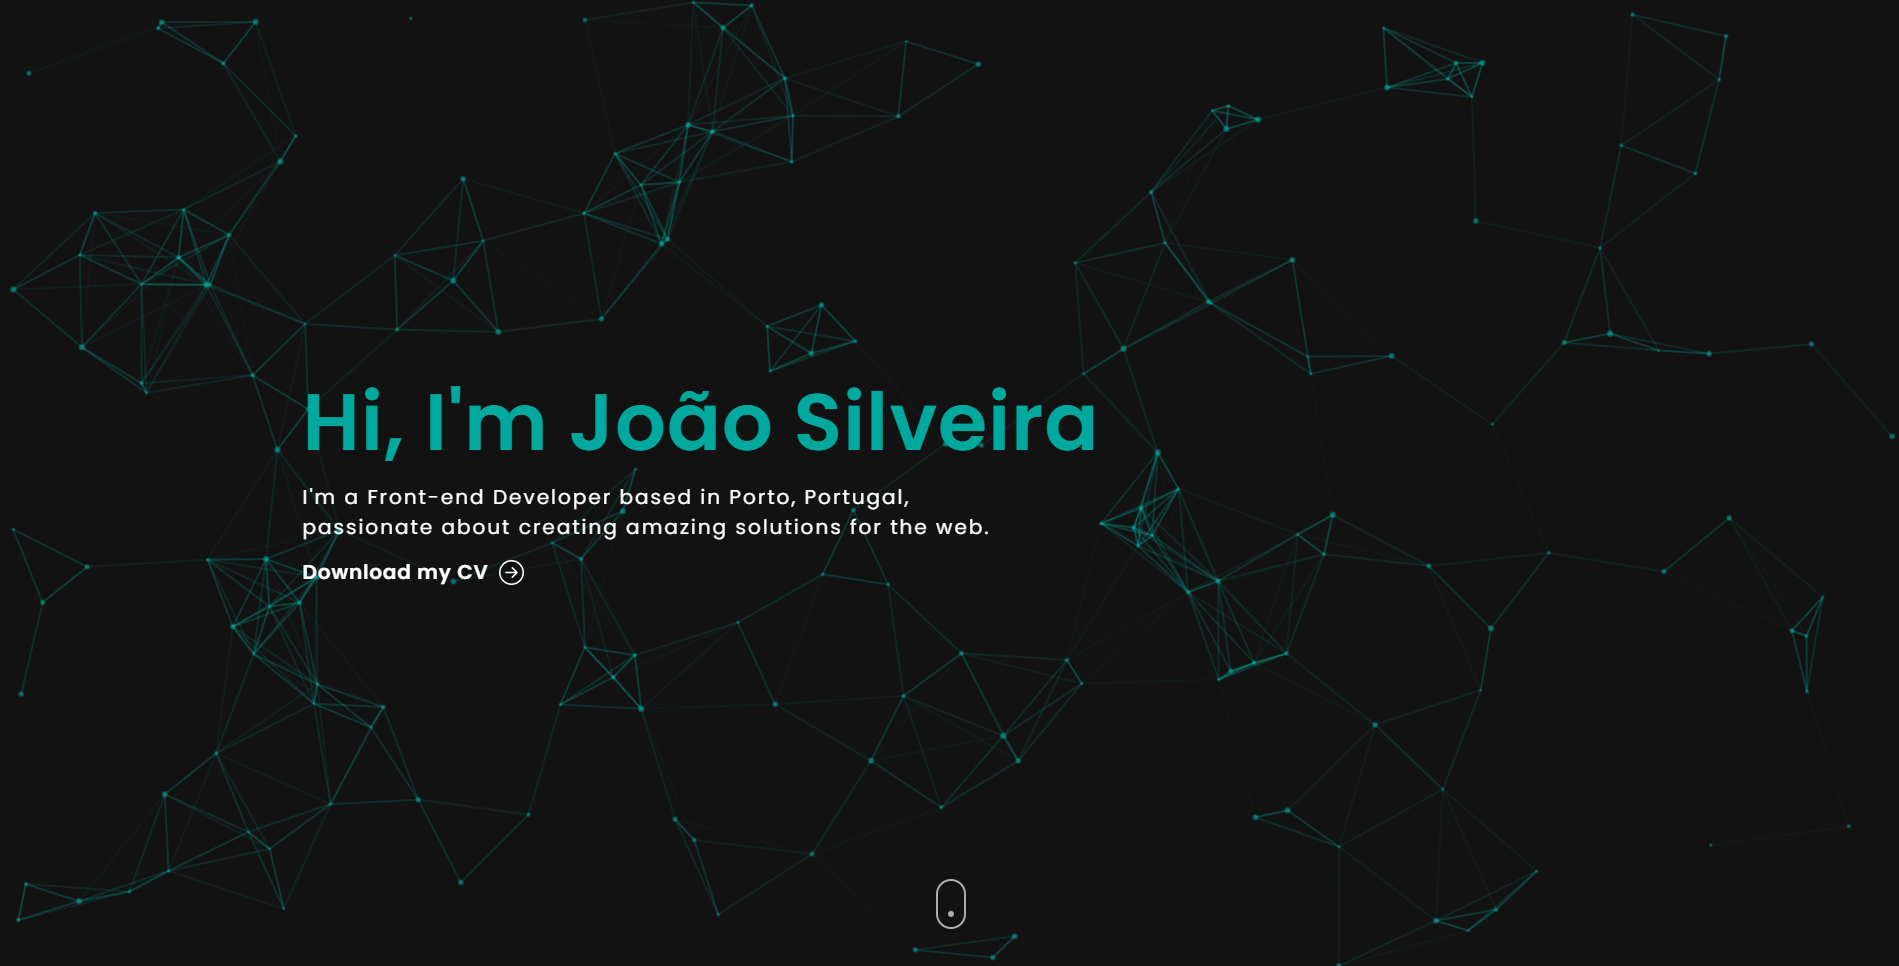 Hi, I'm João Silveira
I'm a Front-end Developer based in Porto, Portugal,
passionate about creating amazing solutions for the web.
Download my CV